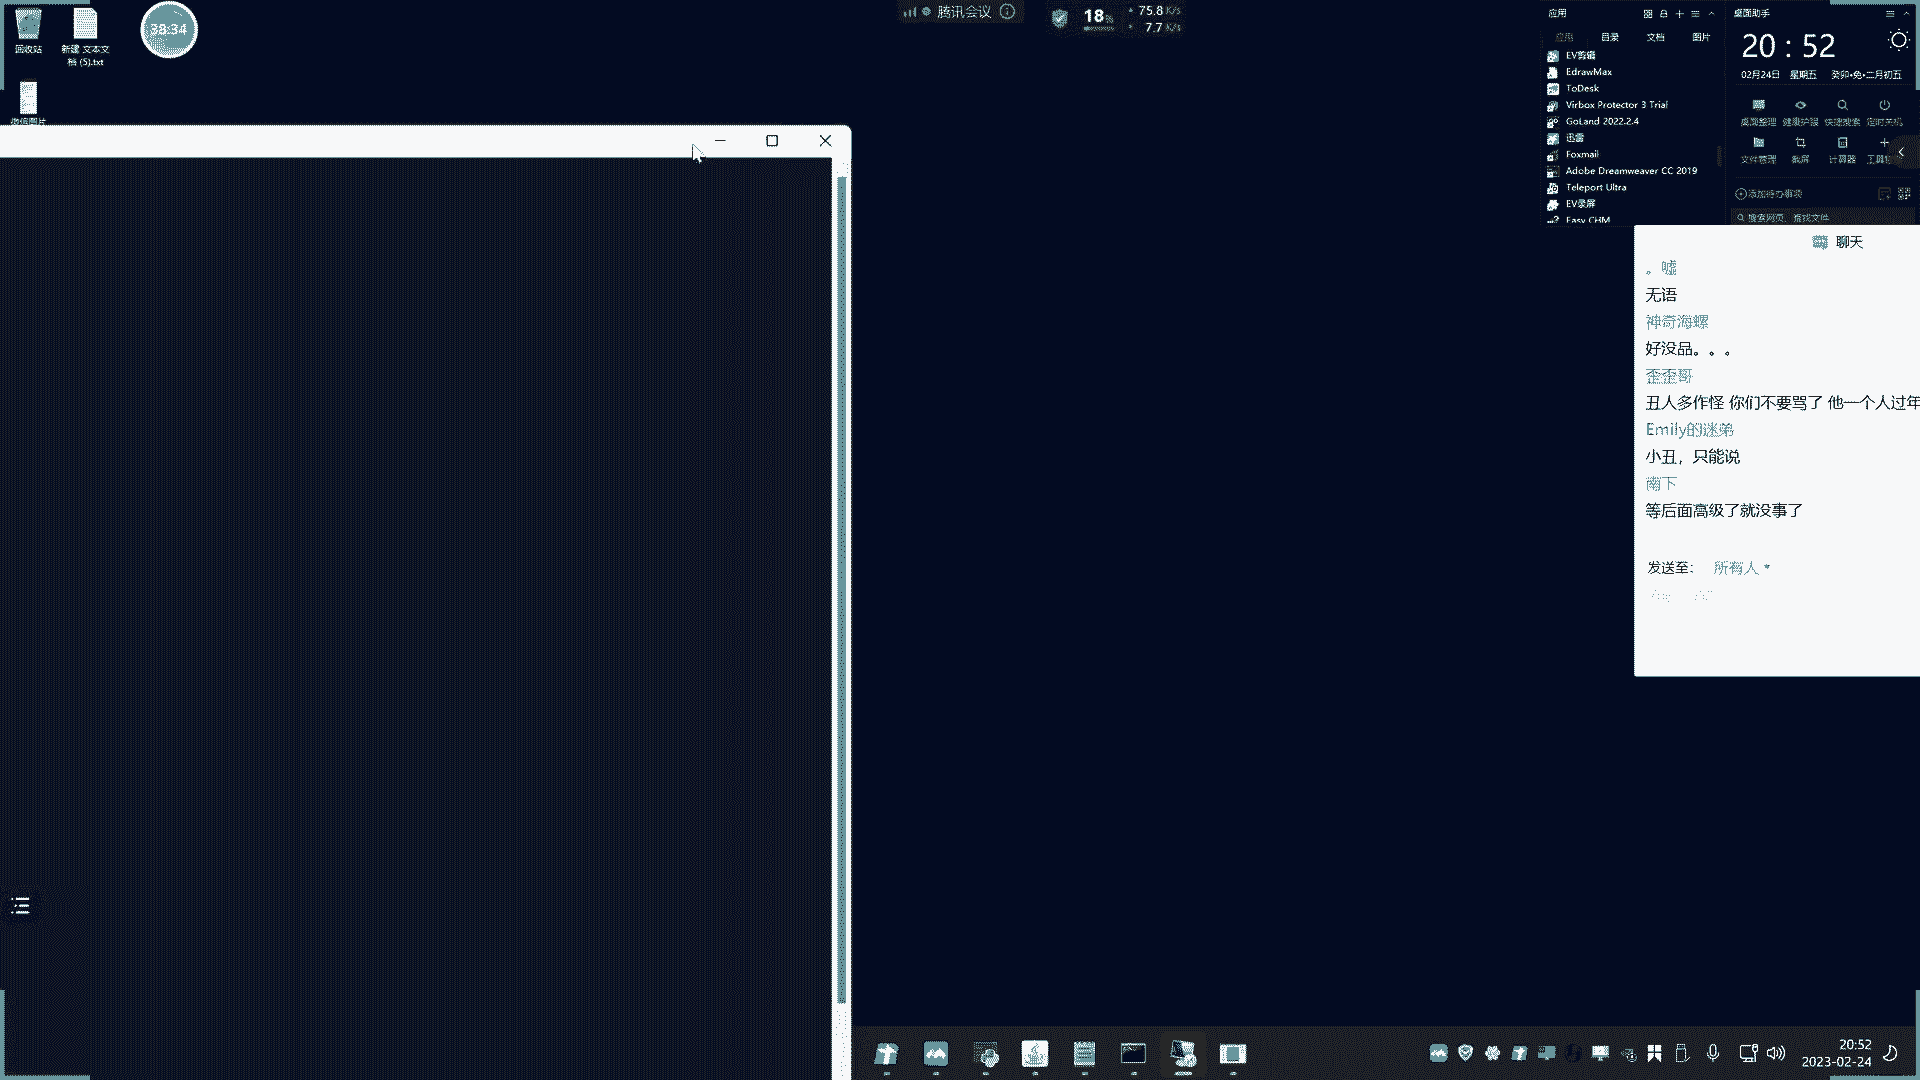 回收站
新建 文本文
档 (5).txt
38:34
微信图片
腾讯会议
18%
75.8 K/s
7.7 K/s
应用
应用 目录 文档 图片
EV剪辑
EdrawMax
ToDesk
Virbox Protector 3 Trial
GoLand 2022.2.4
迅雷
Foxmail
Adobe Dreamweaver CC 2019
Teleport Ultra
EV录屏
Easy CHM
桌面助手
20 : 52
02月24日 星期五 癸卯•兔•二月初五
桌面整理 健康护眼 快速搜索 定时关机
文件管理 截屏 计算器
添加待办事项
搜索网页、查找文件
聊天
。嘘
无语
神奇海螺
好没品。。。
歪歪哥
丑人多作怪 你们不要骂了 他一个人过年
Emily的迷弟
小丑，只能说
南下
等后面高级了就没事了
发送至： 所有人
20:52
2023-02-24